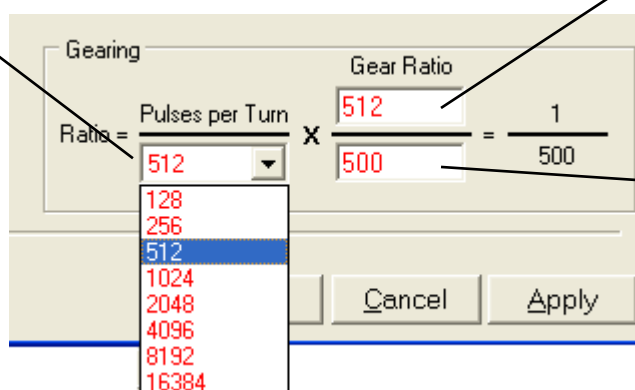 Gearing
Gear Ratio
Pulses per Turn
512
1
Ratio =
X
=
512
500
500
128
256
512
1024
2048
4096
8192
16384
Cancel
Apply